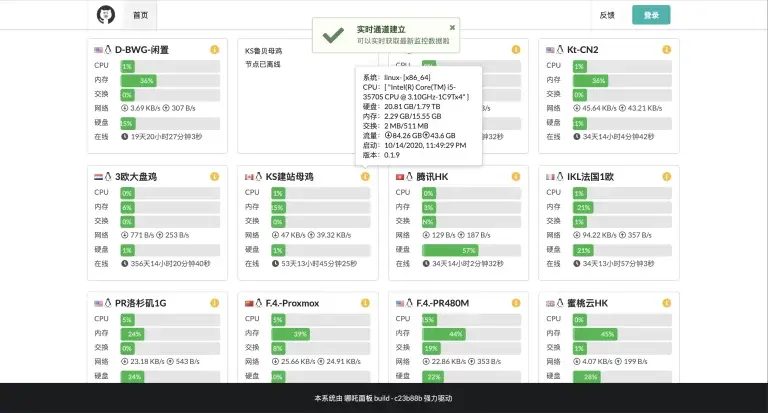 首页
反馈
登录
实时通道建立
可以实时获取最新监控数据啦
D-BWG-闲置
CPU
1%
内存
36%
交换
0%
网络 3.69 KB/s 307 B/s
硬盘
在线 19天20小时27分钟3秒
KS鲁贝母鸡
节点已离线
系统：linux- [x86_64]
CPU：[ "Intel(R) Core(TM) i5-
3570S CPU @ 3.10GHz-1C9Tx4" ]
硬盘：20.81 GB/1.79 TB
内存：2.29 GB/15.55 GB
交换：2 MB/511 MB
流量：84.26 GB43.6 GB
启动：10/14/2020, 11:49:29 PM
版本：0.1.9
Kt-CN2
CPU
1%
内存
36%
交换
0%
网络 45.64 KB/s 43.21 KB/s
硬盘
在线 34天14小时4分钟42秒
3欧大盘鸡
CPU
0%
内存
6%
交换
0%
网络 771 B/s 253 B/s
硬盘
1%
在线 356天14小时20分钟40秒
KS建站母鸡
CPU
1%
内存
15%
交换
0%
网络 47 KB/s 39.32 KB/s
硬盘
1%
在线 53天13小时45分钟25秒
腾讯HK
CPU
0%
内存
交换
网络 129 B/s 187 B/s
硬盘
57%
在线 34天14小时2分钟32秒
IKL法国1欧
CPU
1%
内存
21%
交换
1%
网络 94.22 KB/s 357 B/s
硬盘
21%
在线 34天13小时57分钟3秒
PR洛杉矶1G
CPU
5%
内存
24%
交换
0%
网络 23.18 KB/s 543 B/s
硬盘
34%
F.4.-Proxmox
CPU
5%
内存
39%
交换
8%
网络 25.66 KB/s 24.91 KB/s
硬盘
F.4.-PR480M
CPU
内存
44%
交换
19%
网络 22.86 KB/s 353 B/s
硬盘
22%
蜜桃云HK
CPU
0%
内存
45%
交换
0%
网络 4.07 KB/s 199 B/s
硬盘
28%
本系统由 哪吒面板 build · c23b88b 强力驱动